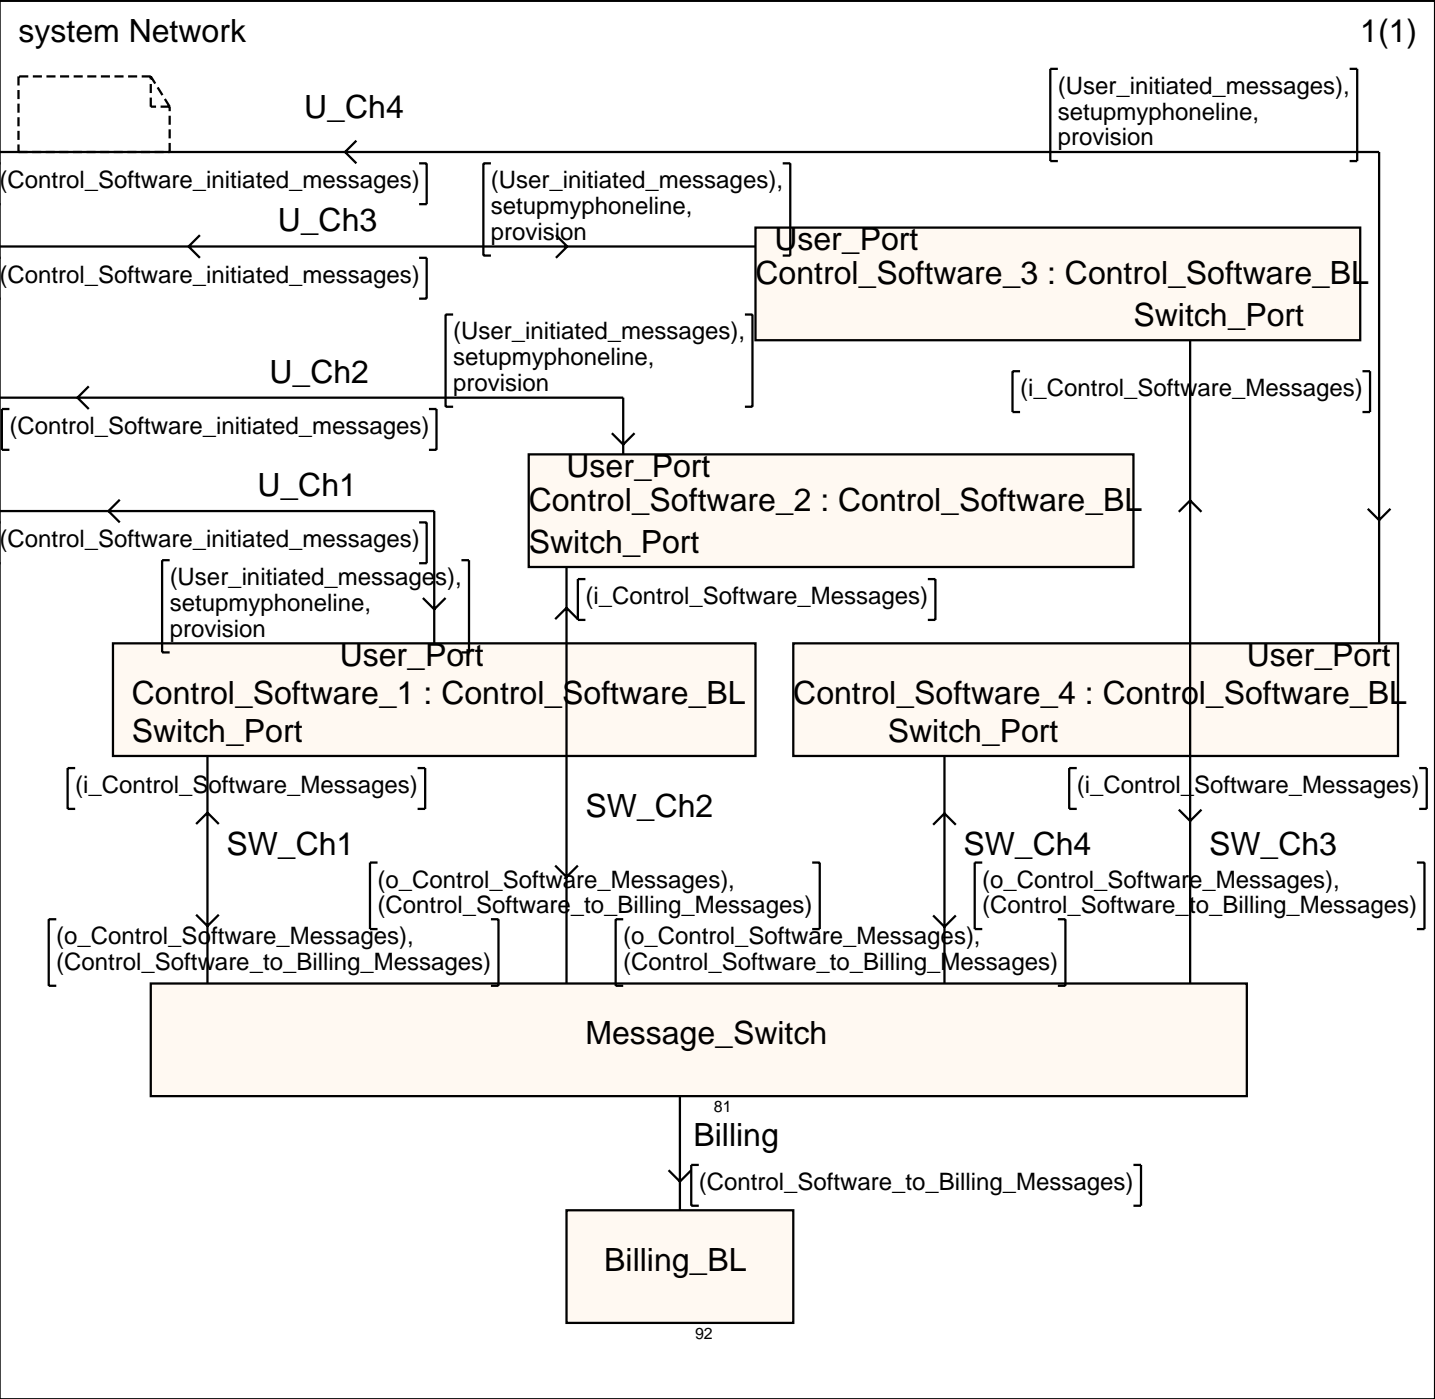 system Network
1(1)
U_Ch4
(User_initiated_messages),
setupmyphoneline,
provision
(Control_Software_initiated_messages)
U_Ch3
(User_initiated_messages),
setupmyphoneline,
provision
(Control_Software_initiated_messages)
User_Port
Control_Software_3 : Control_Software_BL
Switch_Port
(User_initiated_messages),
setupmyphoneline,
provision
U_Ch2
(Control_Software_initiated_messages)
(i_Control_Software_Messages)
User_Port
Control_Software_2 : Control_Software_BL
Switch_Port
U_Ch1
(Control_Software_initiated_messages)
(User_initiated_messages),
setupmyphoneline,
provision
(i_Control_Software_Messages)
User_Port
Control_Software_1 : Control_Software_BL
Switch_Port
User_Port
Control_Software_4 : Control_Software_BL
Switch_Port
(i_Control_Software_Messages)
(i_Control_Software_Messages)
SW_Ch2
SW_Ch1
SW_Ch4
SW_Ch3
(o_Control_Software_Messages),
(Control_Software_to_Billing_Messages)
(o_Control_Software_Messages),
(Control_Software_to_Billing_Messages)
(o_Control_Software_Messages),
(Control_Software_to_Billing_Messages)
(o_Control_Software_Messages),
(Control_Software_to_Billing_Messages)
Message_Switch
81
Billing
(Control_Software_to_Billing_Messages)
Billing_BL
92